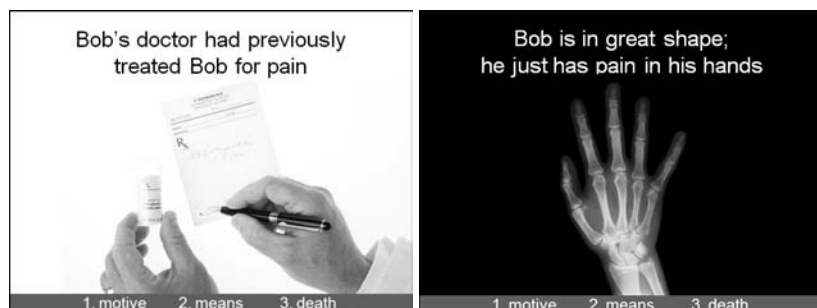 Bob's doctor had previously
treated Bob for pain
Rx
1. motive 2. means 3. death
Bob is in great shape;
he just has pain in his hands
1. motive 2. means 3. death